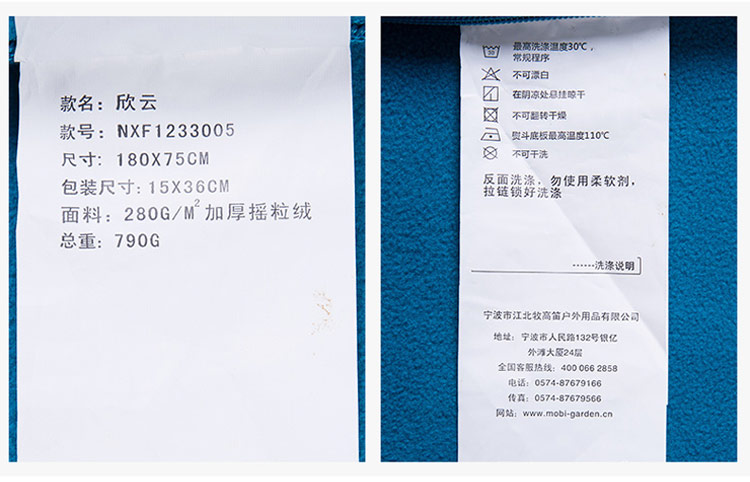 款名: 欣云
款号: NXF1233005
尺寸: 180X75CM
包装尺寸: 15X36CM
面料: 280G/M²加厚摇粒绒
总重: 790G
30
最高洗涤温度30℃,
常规程序
不可漂白
在阴凉处悬挂晾干
不可翻转干燥
熨斗底板最高温度110℃
不可干洗
反面洗涤, 勿使用柔软剂,
拉链锁好洗涤
······洗涤说明
宁波市江北牧高笛户外用品有限公司
地址: 宁波市人民路132号银亿
外滩大厦24层
全国客服热线: 400 066 2858
电话: 0574-87679166
传真: 0574-87679566
网站: www.mobi-garden.cn